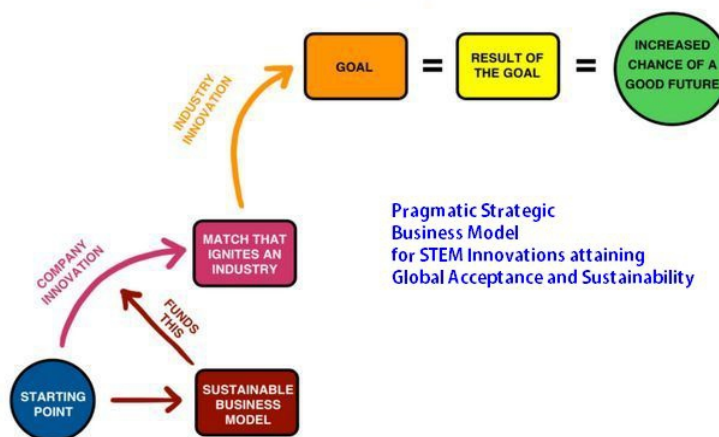 GOAL
=
RESULT OF
THE GOAL
=
INCREASED
CHANCE OF A
GOOD FUTURE
INDUSTRY
INNOVATION
Pragmatic Strategic
Business Model
for STEM Innovations attaining
Global Acceptance and Sustainability
MATCH THAT
IGNITES AN
INDUSTRY
COMPANY
INNOVATION
FUNDS
THIS
STARTING
POINT
SUSTAINABLE
BUSINESS
MODEL